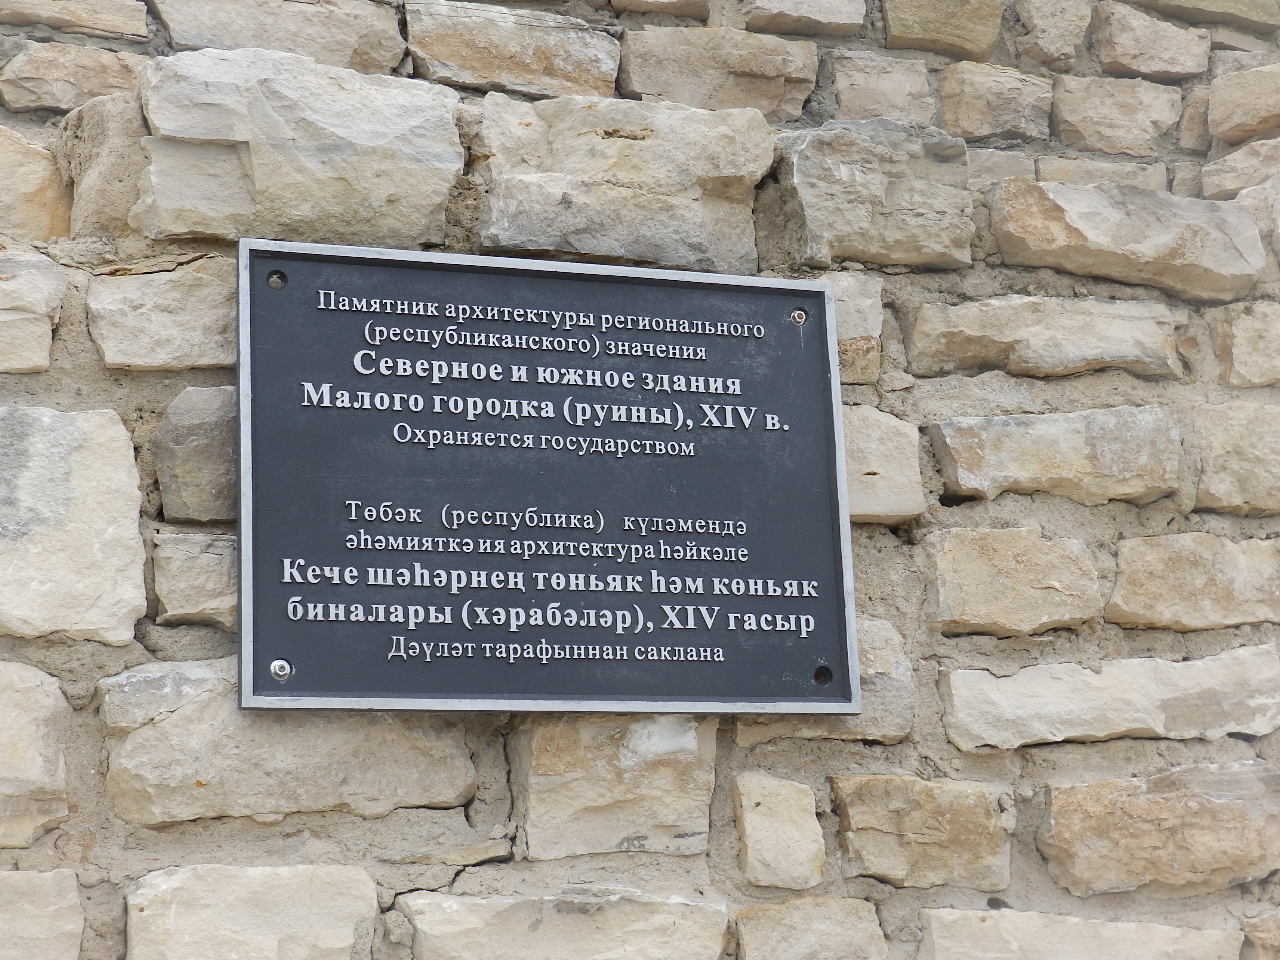 Памятник архитектуры регионального
(республиканского) значения
Северное и южное здания
Малого городка (руины), XIV в.
Охраняется государством
Төбәк (республика) күләмендә
әһәмияткә ия архитектура һәйкәле
Кече шәһәрнең төньяк һәм көньяк
биналары (хәрабәләр), XIV гасыр
Дәүләт тарафыннан саклана